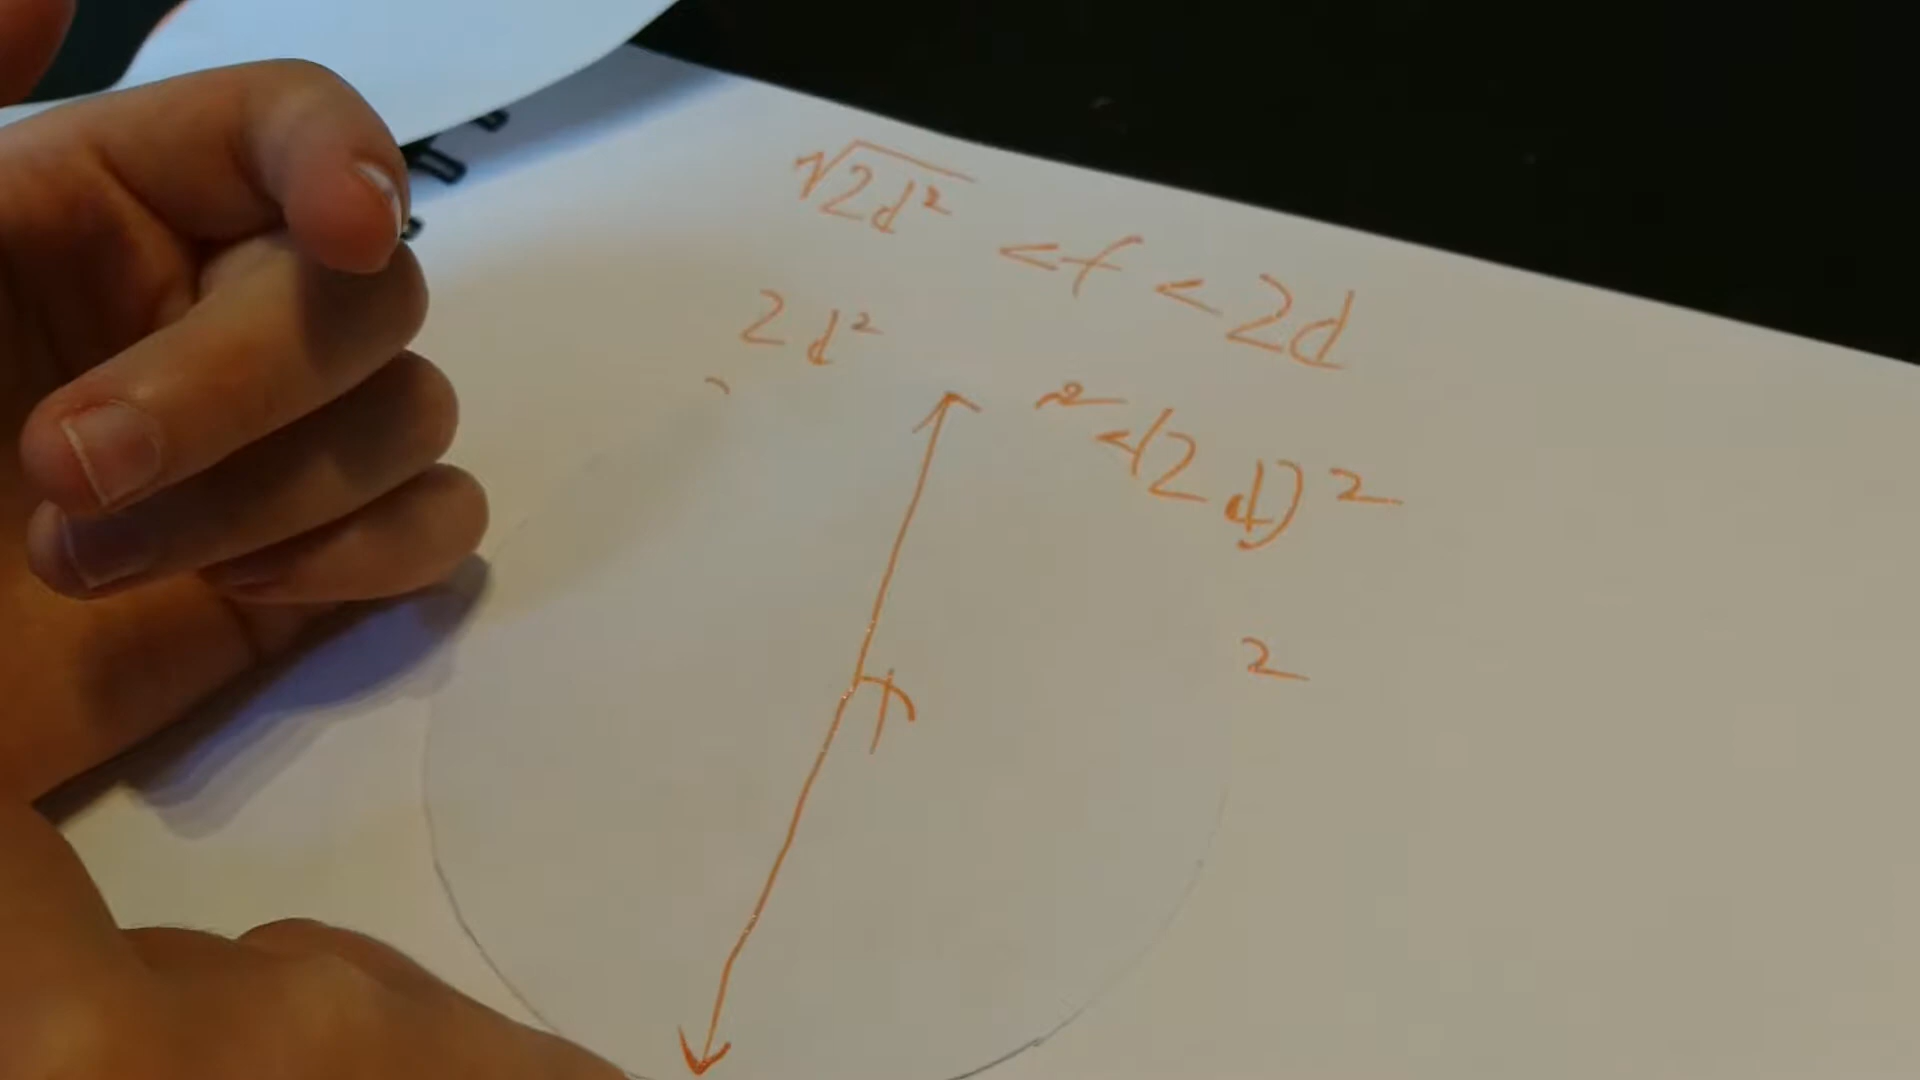 √2d² < f < 2d
2d²
² < (2d)²
f
2